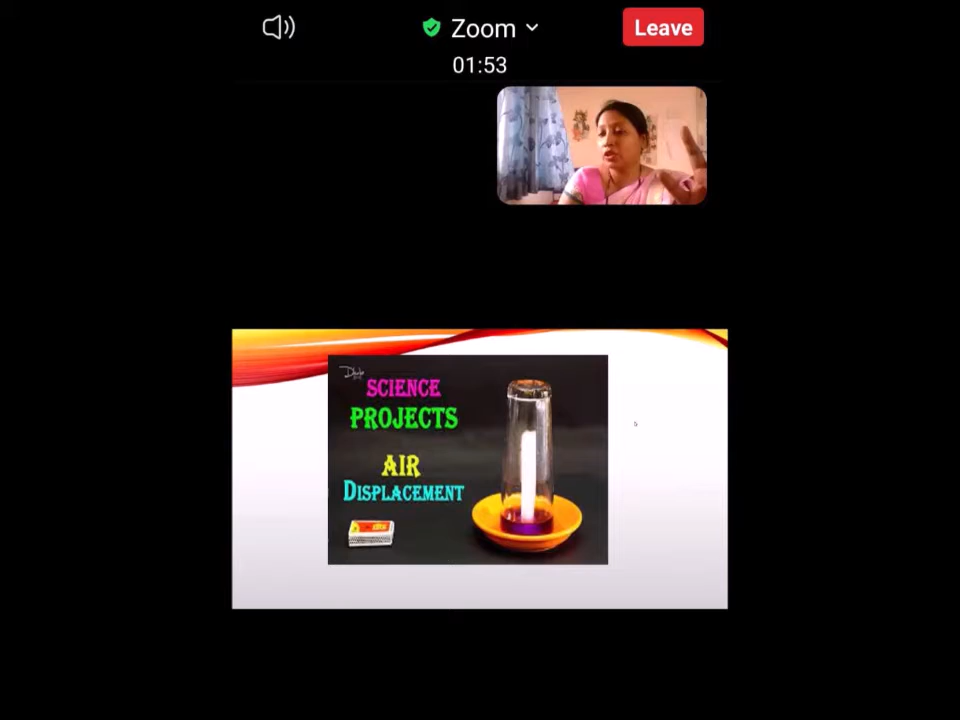 Zoom
Leave
01:53
SCIENCE
PROJECTS
AIR
DISPLACEMENT